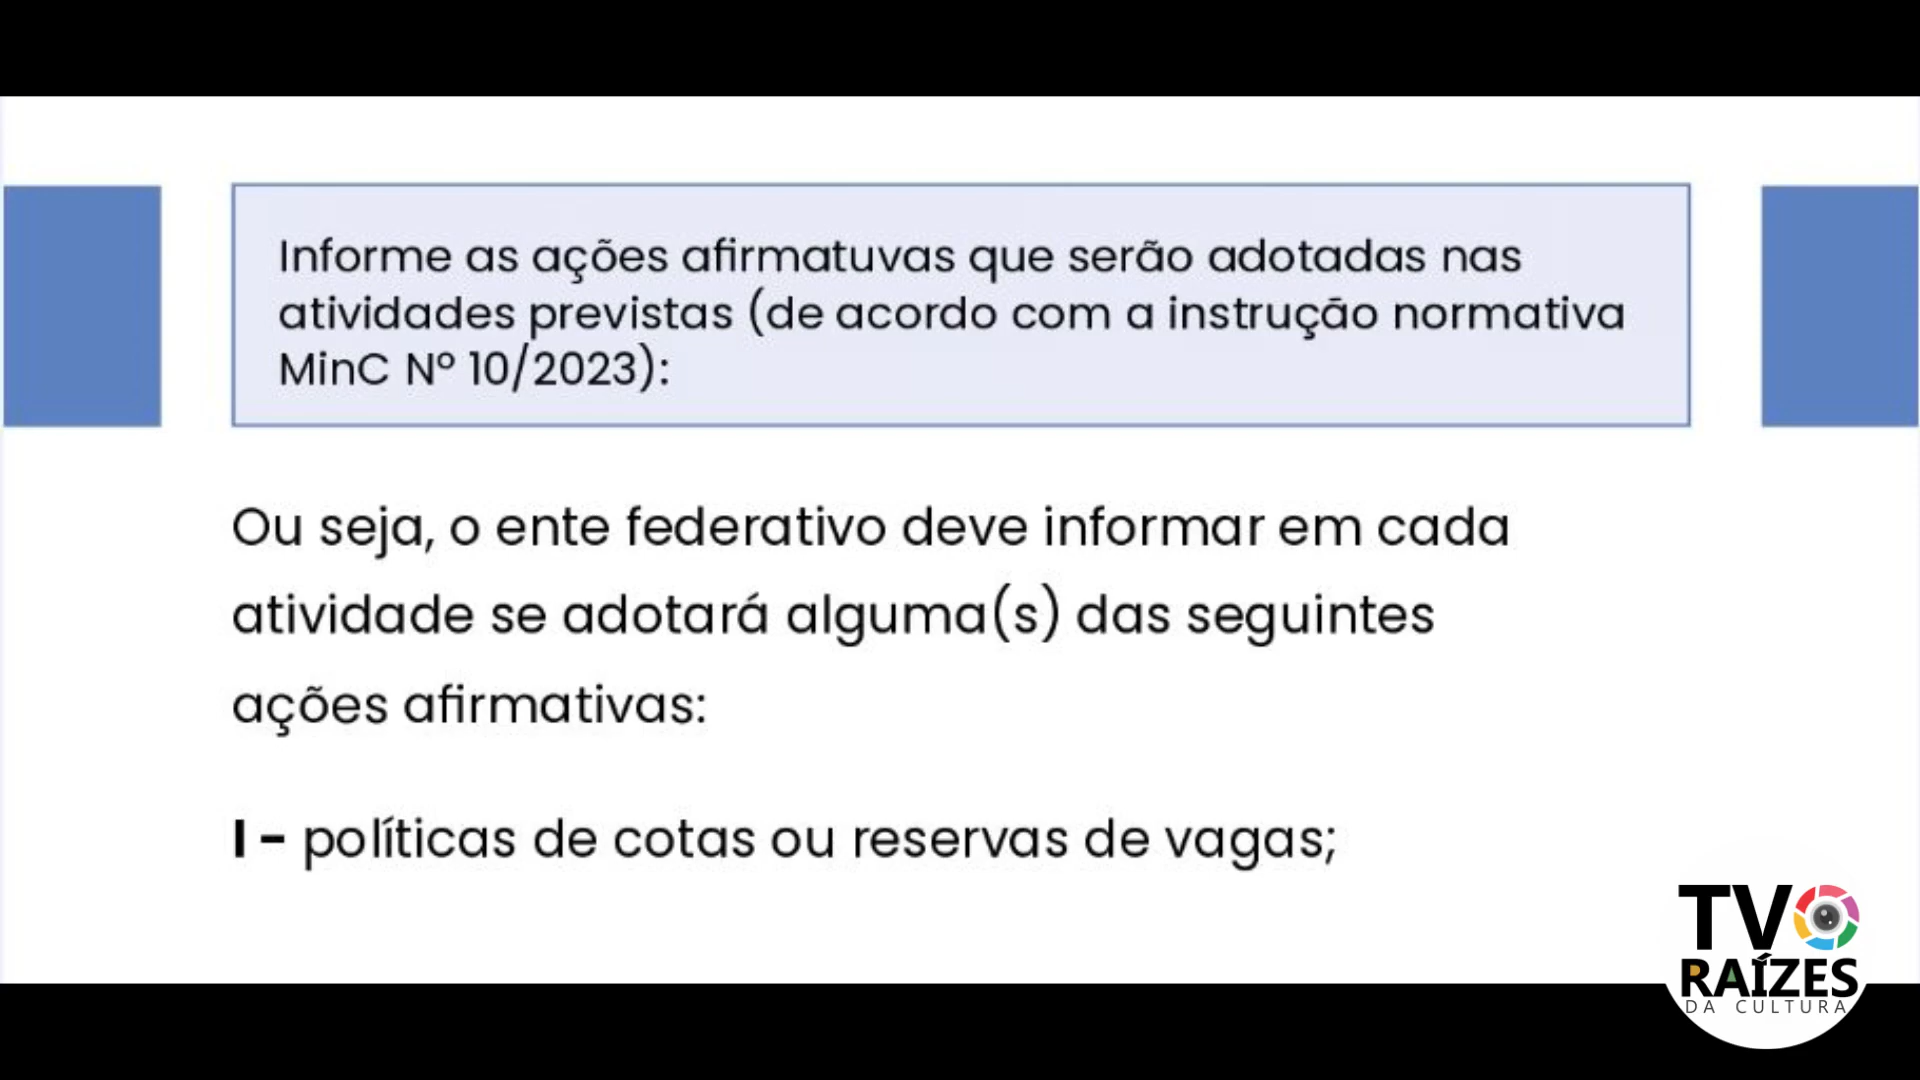 Informe as ações afirmatuvas que serão adotadas nas
atividades previstas (de acordo com a instrução normativa
MinC Nº 10/2023):
Ou seja, o ente federativo deve informar em cada
atividade se adotará alguma(s) das seguintes
ações afirmativas:
I - políticas de cotas ou reservas de vagas;
TV
RAÍZES
DA CULTURA